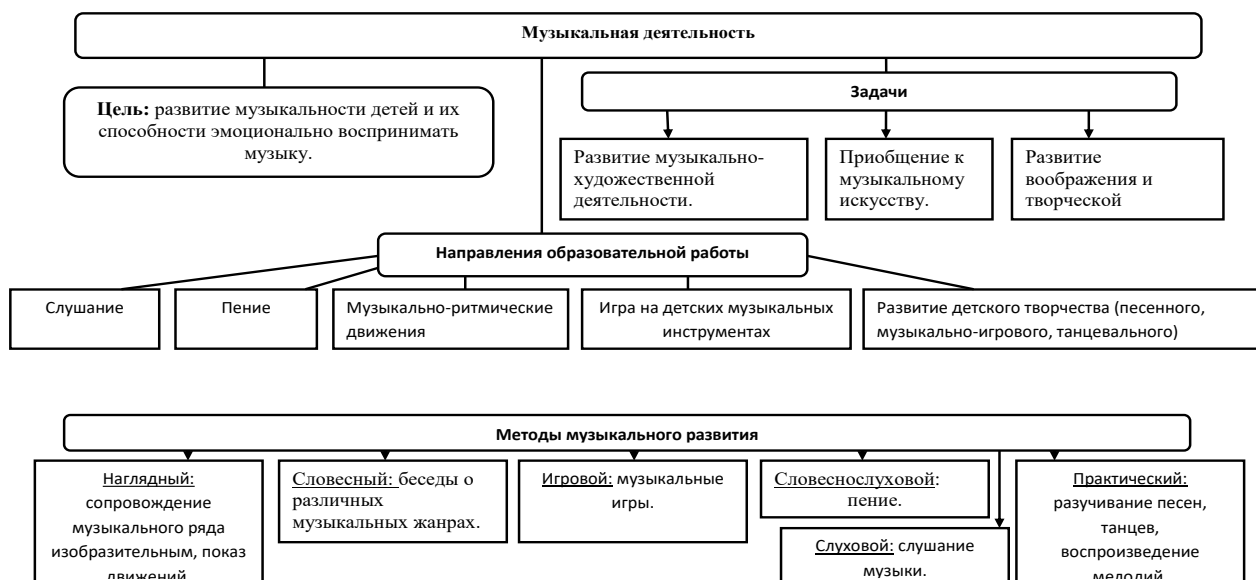 Музыкальная деятельность
Цель: развитие музыкальности детей и их
способности эмоционально воспринимать
музыку.
Задачи
Развитие музыкально-
художественной
деятельности.
Приобщение к
музыкальному
искусству.
Развитие
воображения и
творческой
Направления образовательной работы
Слушание
Пение
Музыкально-ритмические
движения
Игра на детских музыкальных
инструментах
Развитие детского творчества (песенного,
музыкально-игрового, танцевального)
Методы музыкального развития
Наглядный:
сопровождение
музыкального ряда
изобразительным, показ
движений
Словесный: беседы о
различных
музыкальных жанрах.
Игровой: музыкальные
игры.
Словеснослуховой:
пение.
Слуховой: слушание
музыки.
Практический:
разучивание песен,
танцев,
воспроизведение
мелодий